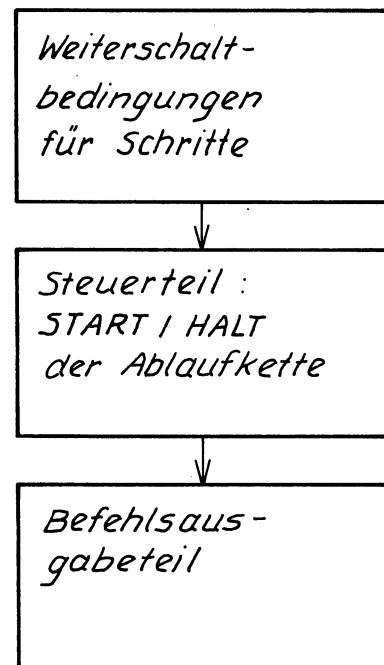 Weiterschalt-
bedingungen
für Schritte
Steuerteil :
START / HALT
der Ablaufkette
Befehlsaus-
gabeteil